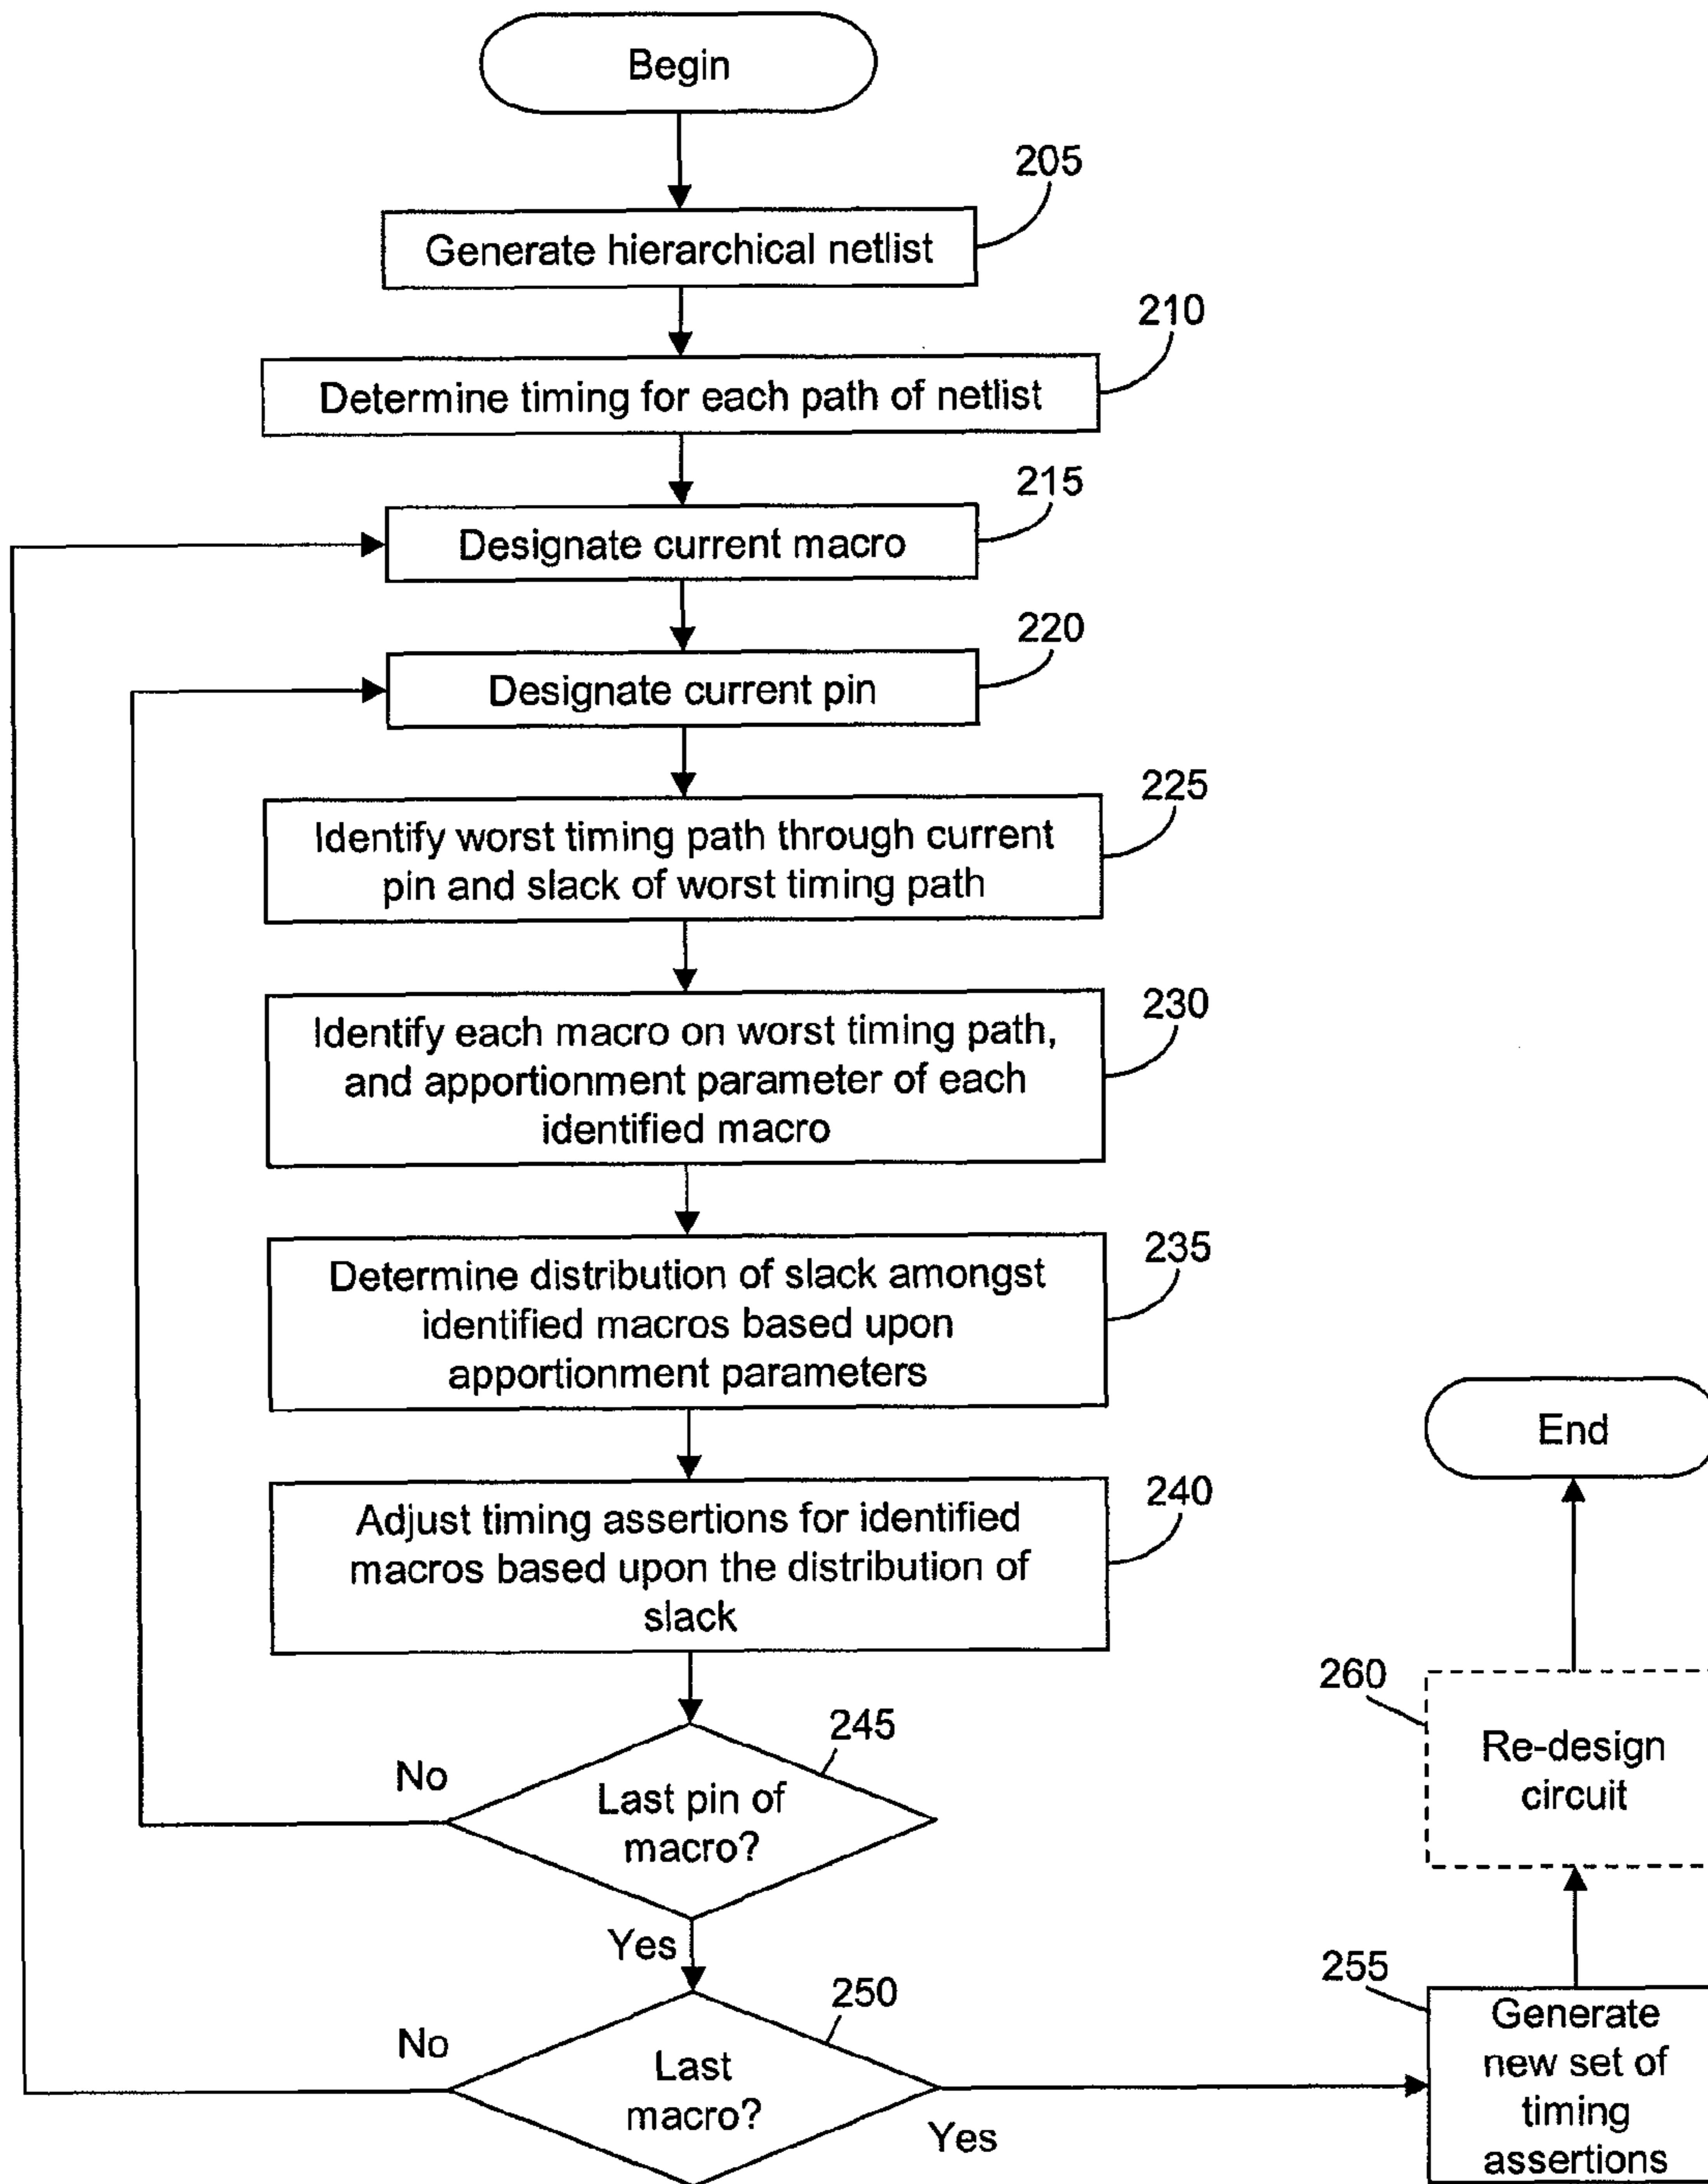 Begin
205
Generate hierarchical netlist
210
Determine timing for each path of netlist
215
Designate current macro
220
Designate current pin
225
Identify worst timing path through current
pin and slack of worst timing path
230
Identify each macro on worst timing path,
and apportionment parameter of each
identified macro
235
Determine distribution of slack amongst
identified macros based upon
apportionment parameters
240
Adjust timing assertions for identified
macros based upon the distribution of
slack
245
No
Last pin of
macro?
Yes
250
No
Last
macro?
Yes
255
Generate
new set of
timing
assertions
260
Re-design
circuit
End